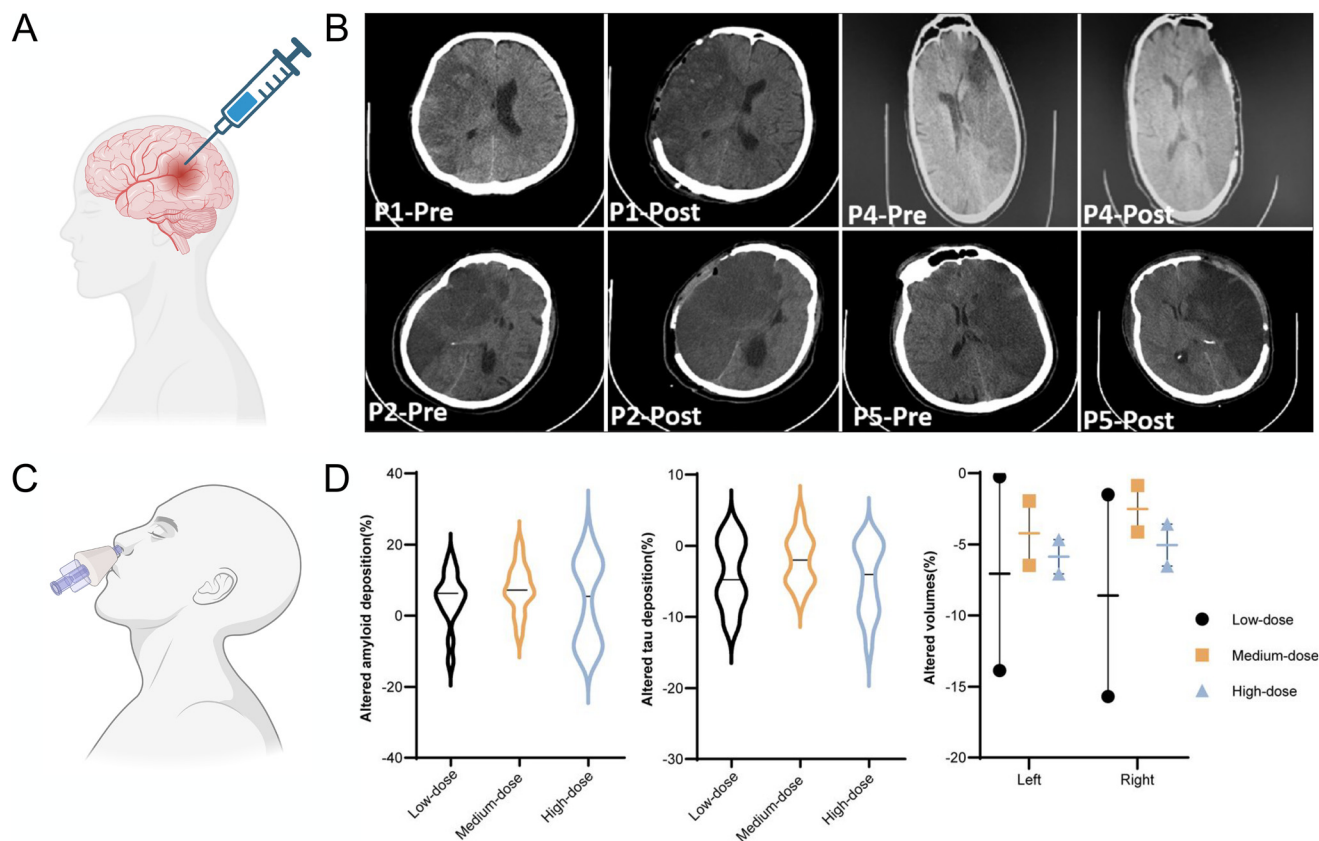 A
B
P1-Pre
P1-Post
P4-Pre
P4-Post
P2-Pre
P2-Post
P5-Pre
P5-Post
C
D
Altered amyloid deposition(%)
40
20
0
-20
-40
Low-dose
Medium-dose
High-dose
Altered tau deposition(%)
10
0
-10
-20
-30
Low-dose
Medium-dose
High-dose
Altered volumes(%)
0
-5
-10
-15
-20
Left
Right
Low-dose
Medium-dose
High-dose